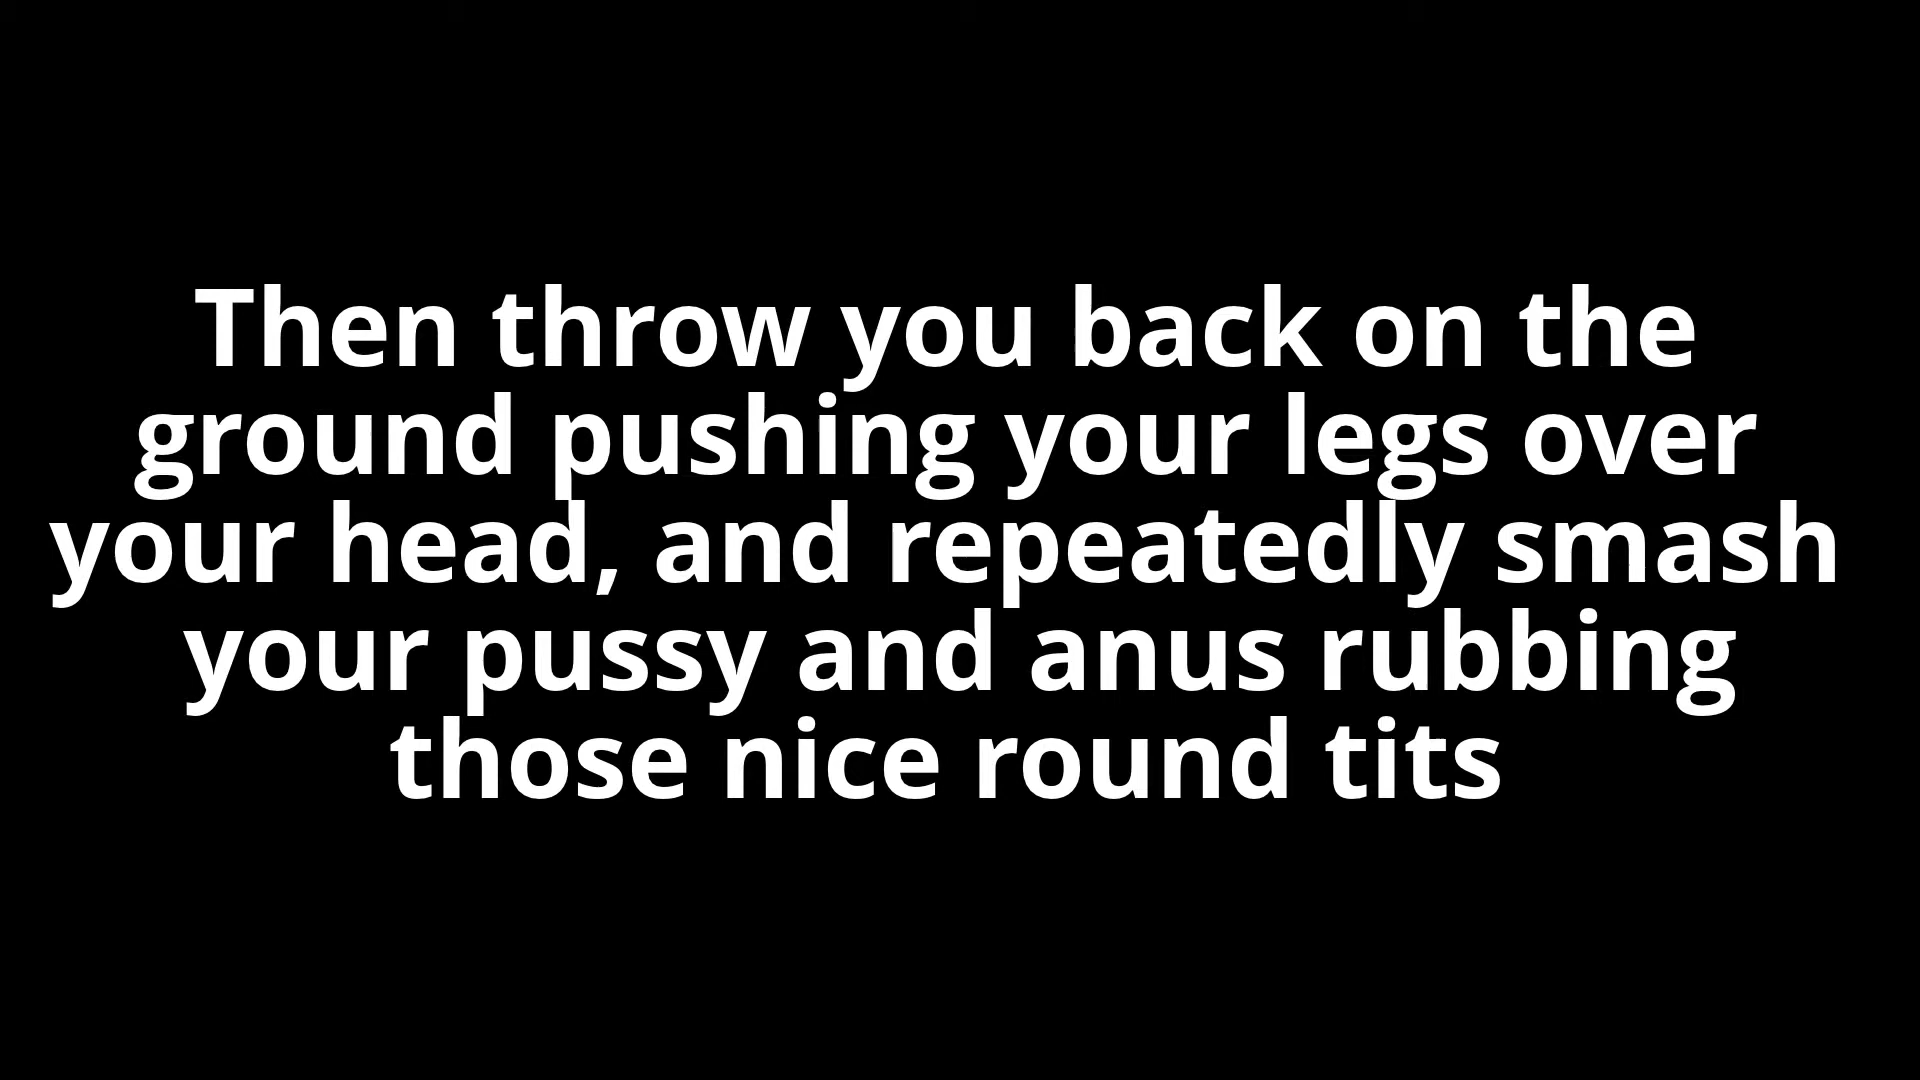 Then throw you back on the
ground pushing your legs over
your head, and repeatedly smash
your pussy and anus rubbing
those nice round tits